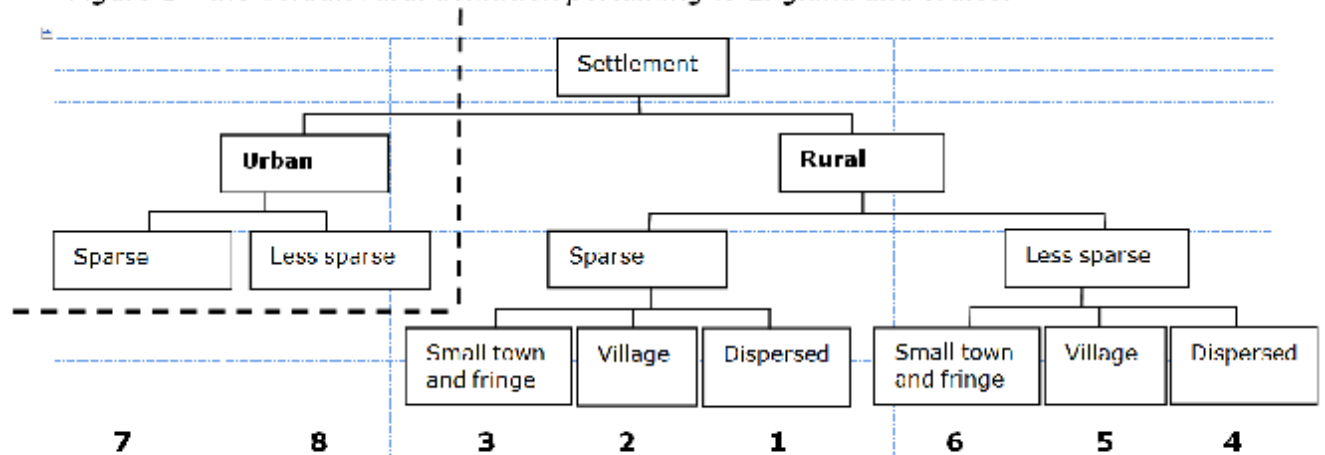 Settlement
Urban
Rural
Sparse
Less sparse
Sparse
Less sparse
Small town
and fringe
Village
Dispersed
Small town
and fringe
Village
Dispersed
7 8 3 2 1 6 5 4